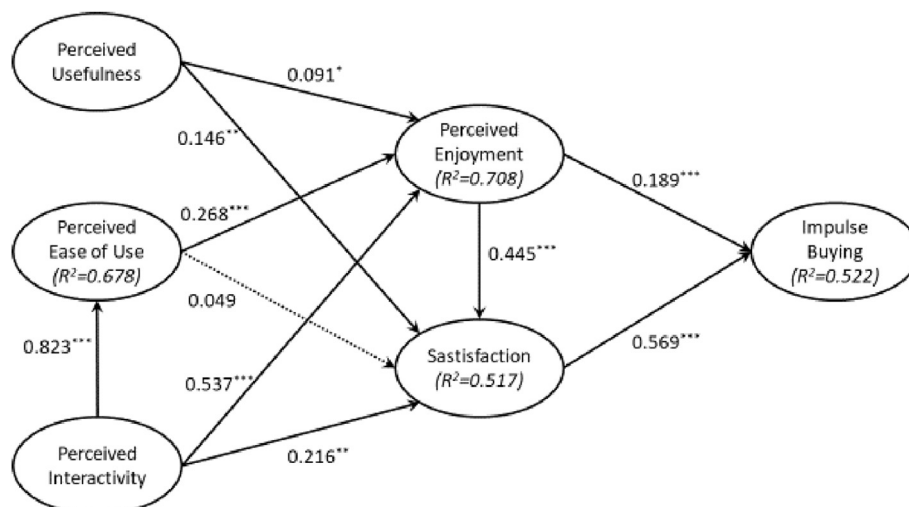 Perceived
Usefulness
0.091*
0.146**
Perceived
Enjoyment
(R²=0.708)
0.189***
Perceived
Ease of Use
(R²=0.678)
0.268***
0.445***
Impulse
Buying
(R²=0.522)
0.049
0.823***
0.537***
Sastisfaction
(R²=0.517)
0.569***
Perceived
Interactivity
0.216**